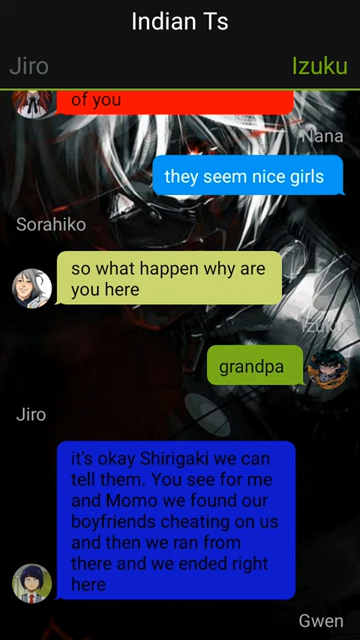 Indian Ts
Jiro
Izuku
of you
Nana
they seem nice girls
Sorahiko
so what happen why are
you here
Izuku
grandpa
Jiro
it's okay Shirigaki we can
tell them. You see for me
and Momo we found our
boyfriends cheating on us
and then we ran from
there and we ended right
here
Gwen